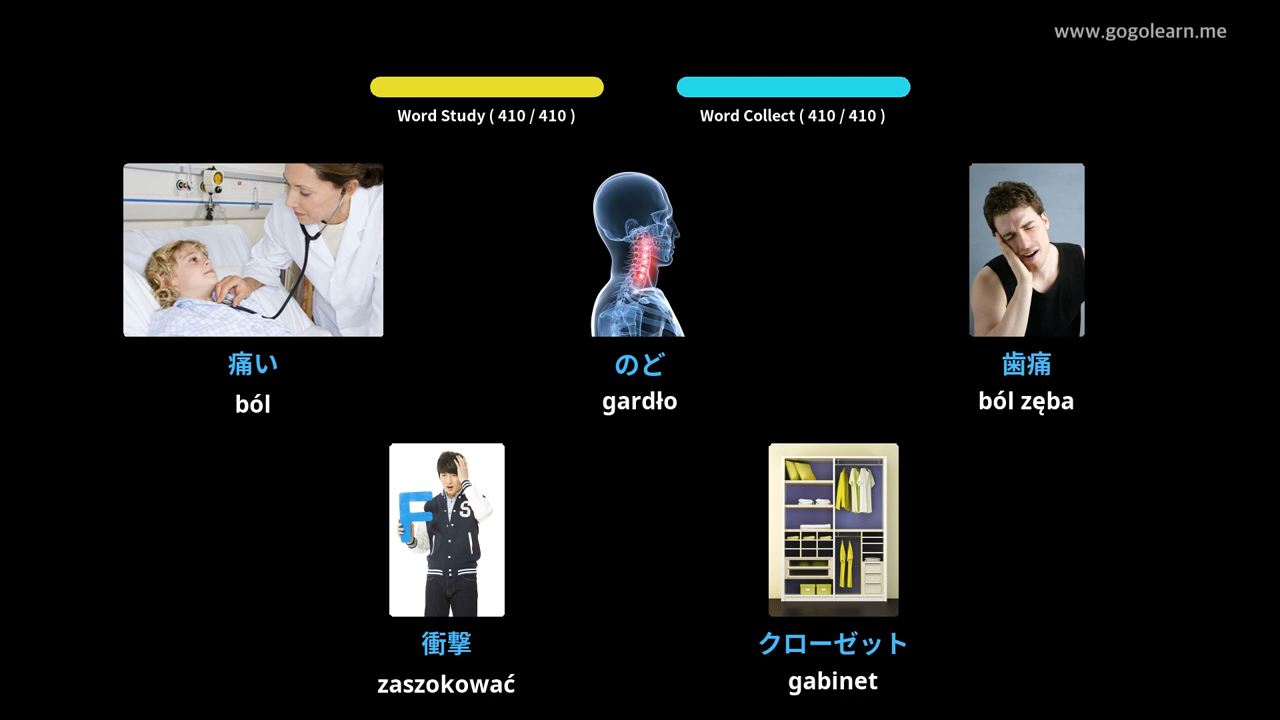 www.gogolearn.me
Word Study ( 410 / 410 )
Word Collect ( 410 / 410 )
痛い
ból
のど
gardło
歯痛
ból zęba
F
S
衝撃
zaszokować
クローゼット
gabinet